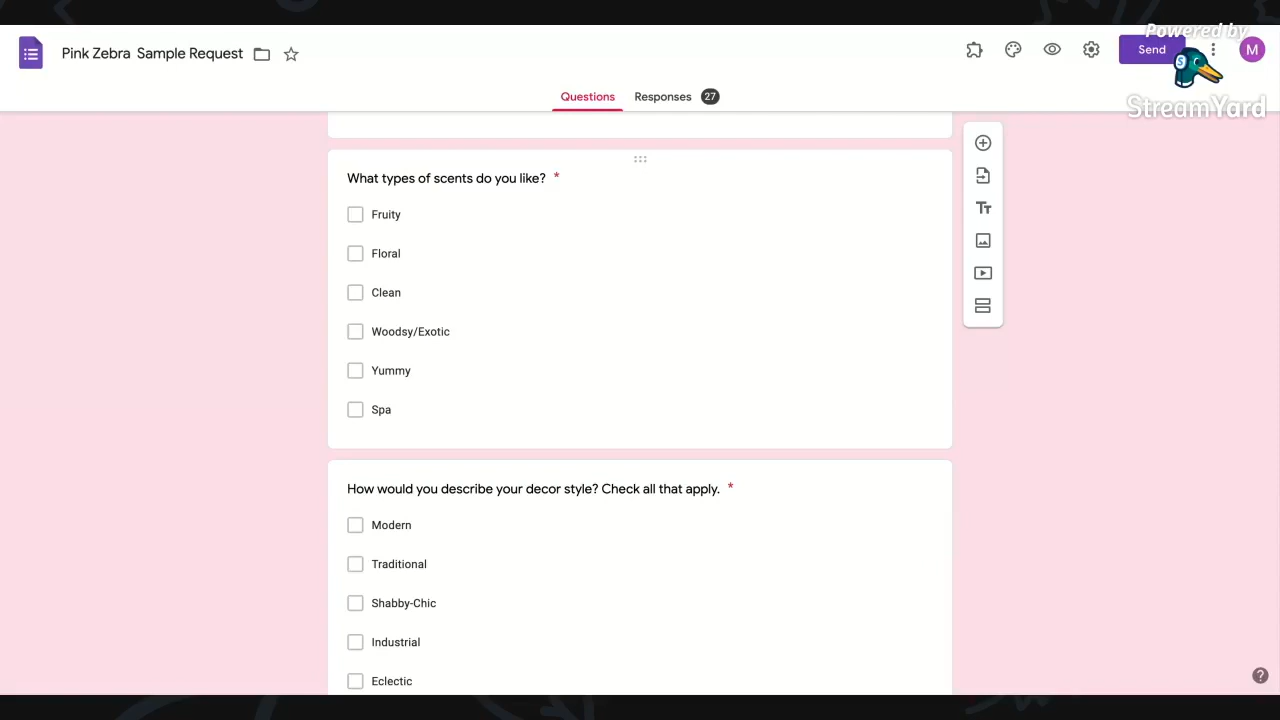 Powered by
Pink Zebra Sample Request
Send
M
S
StreamYard
Questions
Responses
27
What types of scents do you like? *
Fruity
Floral
Clean
Woodsy/Exotic
Yummy
Spa
Tt
How would you describe your decor style? Check all that apply. *
Modern
Traditional
Shabby-Chic
Industrial
Eclectic
?